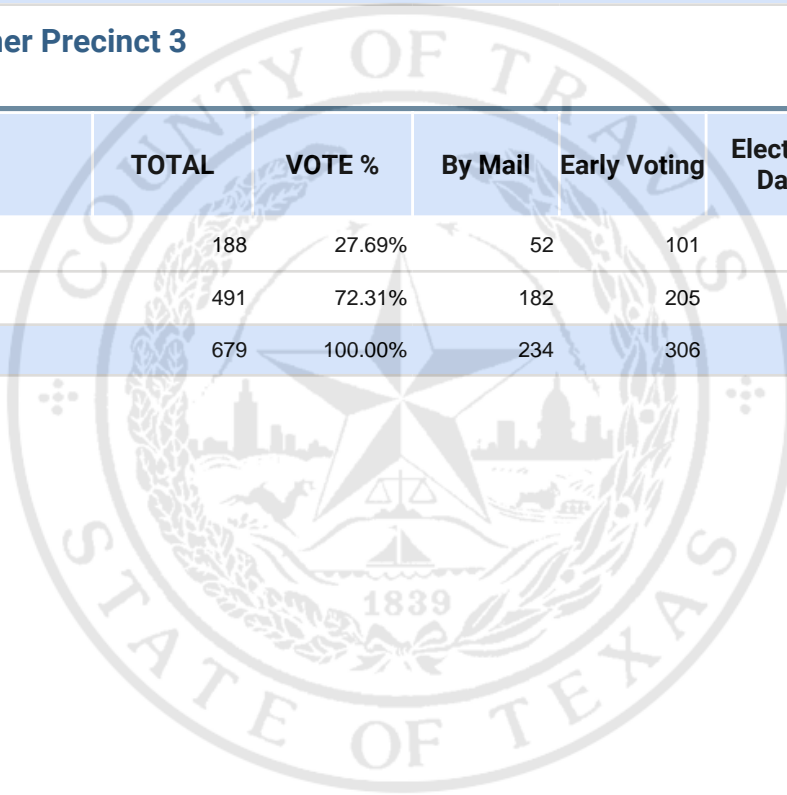 ner Precinct 3
TOTAL VOTE % By Mail Early Voting Elect
Da
188 27.69% 52 101
491 72.31% 182 205
679 100.00% 234 306
COUNTY OF TRAVIS
1839
STATE OF TEXAS